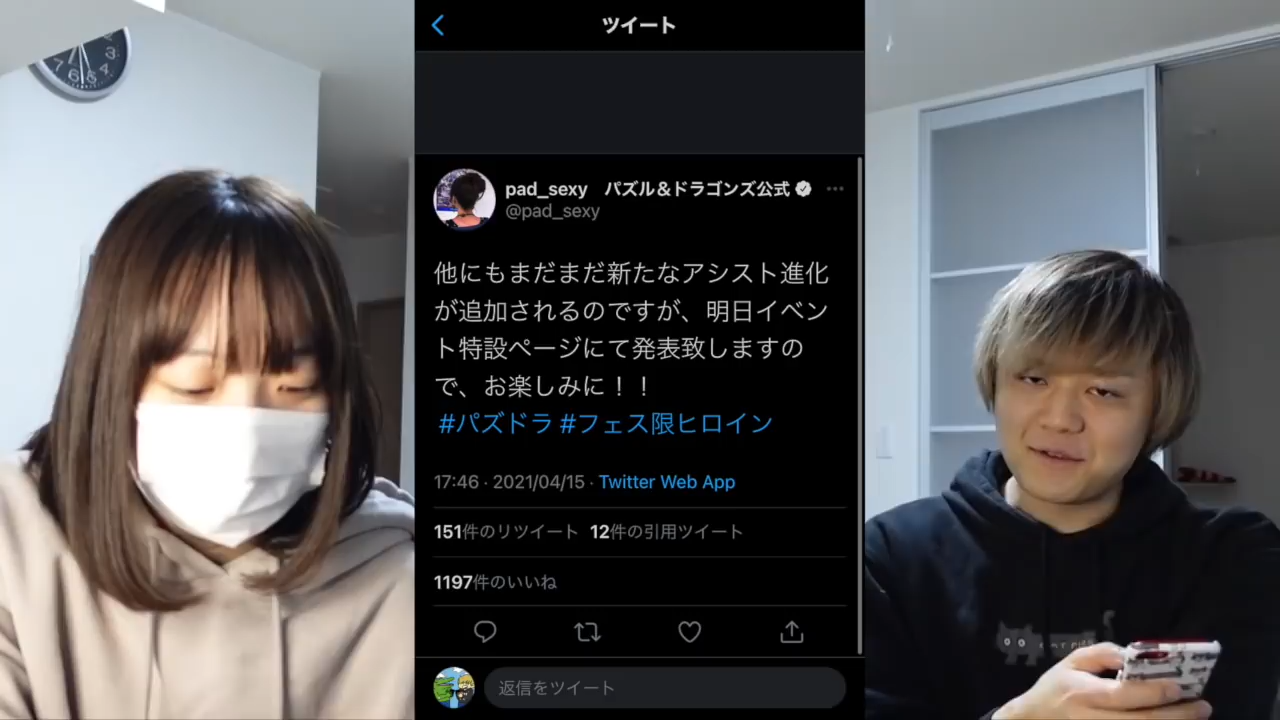 ツイート
pad_sexy パズル＆ドラゴンズ公式
@pad_sexy
他にもまだまだ新たなアシスト進化
が追加されるのですが、明日イベン
ト特設ページにて発表致しますの
で、お楽しみに！！
#パズドラ #フェス限ヒロイン
17:46 · 2021/04/15 · Twitter Web App
151件のリツイート 12件の引用ツイート
1197件のいいね
返信をツイート